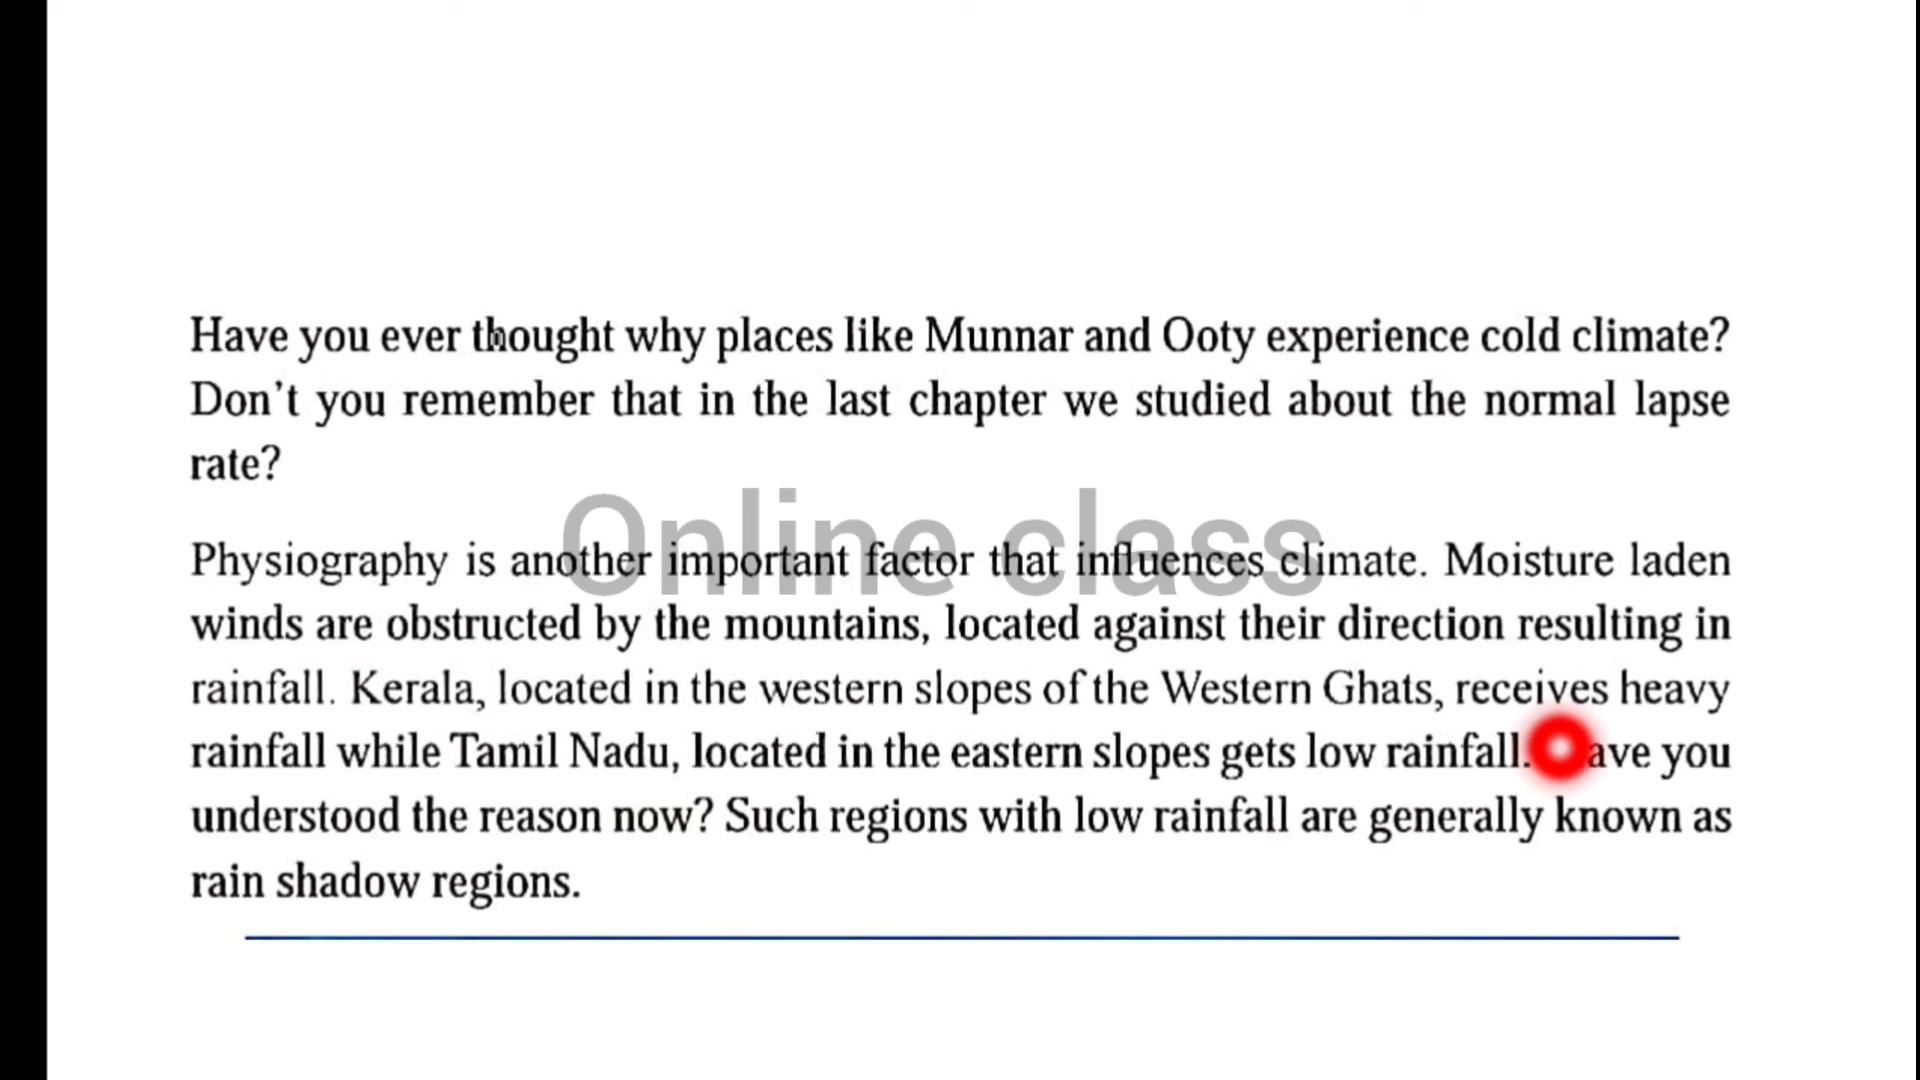 Have you ever thought why places like Munnar and Ooty experience cold climate?
Don't you remember that in the last chapter we studied about the normal lapse
rate?
Online class
Physiography is another important factor that influences climate. Moisture laden
winds are obstructed by the mountains, located against their direction resulting in
rainfall. Kerala, located in the western slopes of the Western Ghats, receives heavy
rainfall while Tamil Nadu, located in the eastern slopes gets low rainfall. ave you
understood the reason now? Such regions with low rainfall are generally known as
rain shadow regions.